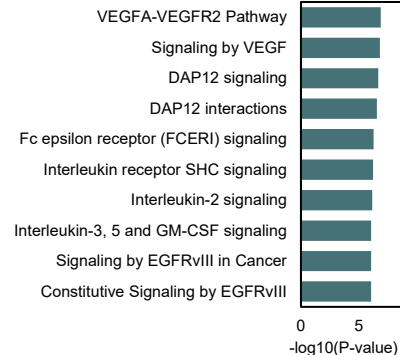 VEGFA-VEGFR2 Pathway
Signaling by VEGF
DAP12 signaling
DAP12 interactions
Fc epsilon receptor (FCERI) signaling
Interleukin receptor SHC signaling
Interleukin-2 signaling
Interleukin-3, 5 and GM-CSF signaling
Signaling by EGFRvIII in Cancer
Constitutive Signaling by EGFRvIII
0 5
-log10(P-value)